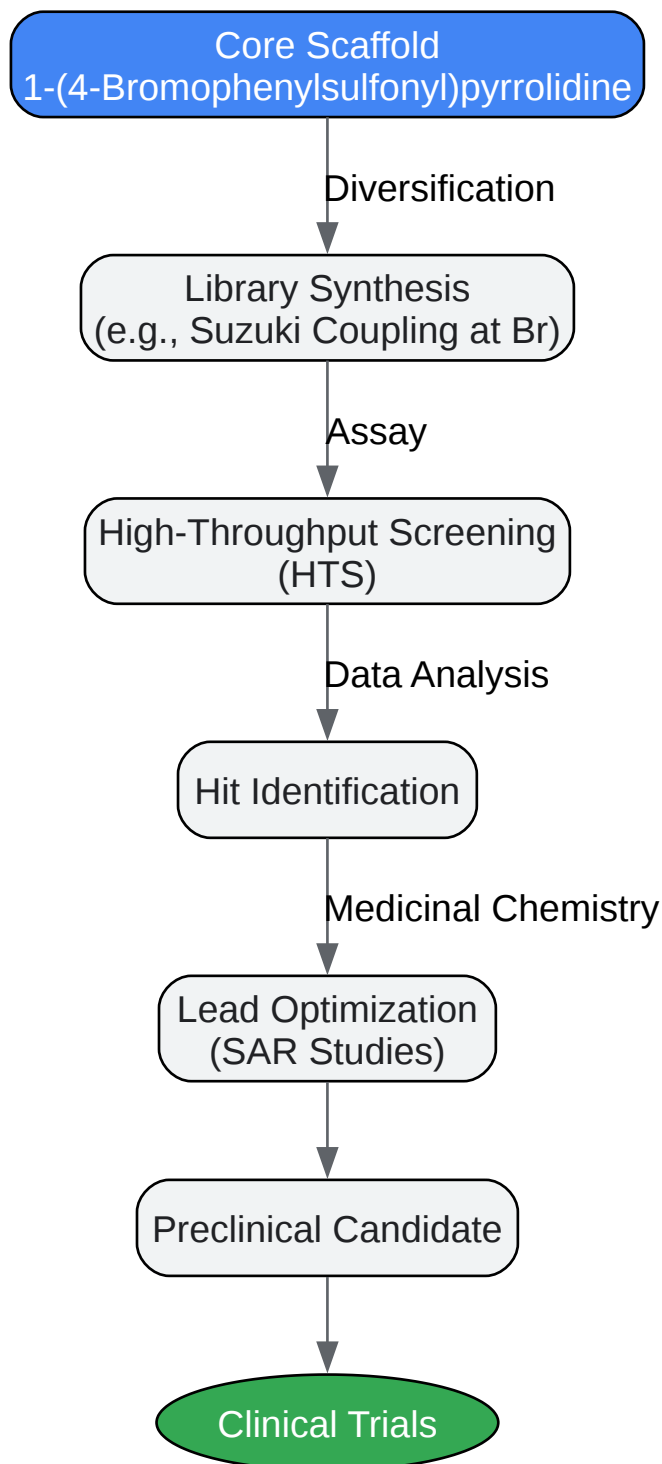 Core Scaffold
1-(4-Bromophenylsulfonyl)pyrrolidine
Diversification
Library Synthesis
(e.g., Suzuki Coupling at Br)
Assay
High-Throughput Screening
(HTS)
Data Analysis
Hit Identification
Medicinal Chemistry
Lead Optimization
(SAR Studies)
Preclinical Candidate
Clinical Trials